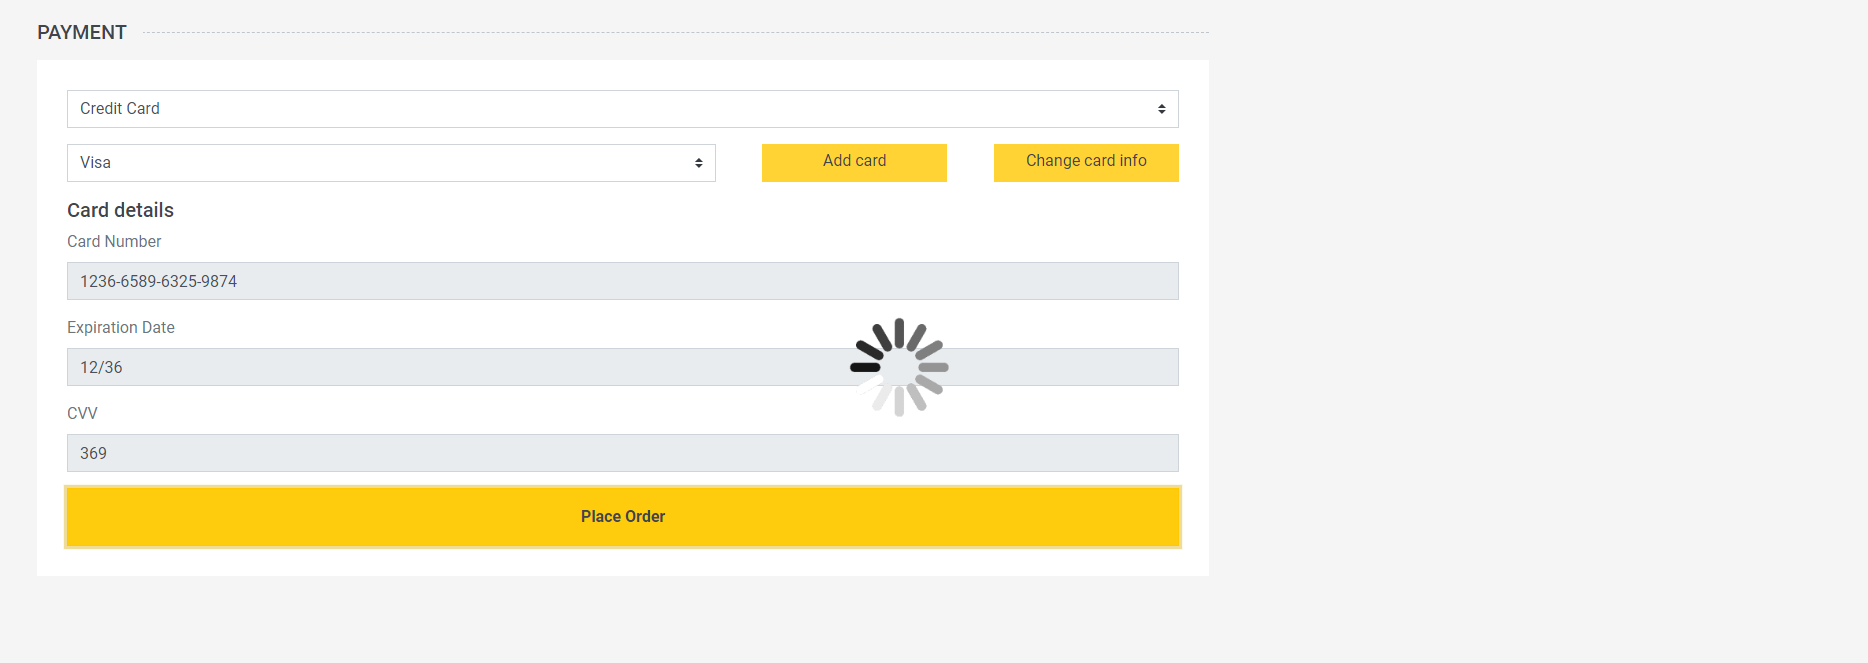 PAYMENT
Credit Card
Visa
Add card
Change card info
Card details
Card Number
1236-6589-6325-9874
Expiration Date
12/36
CVV
369
Place Order